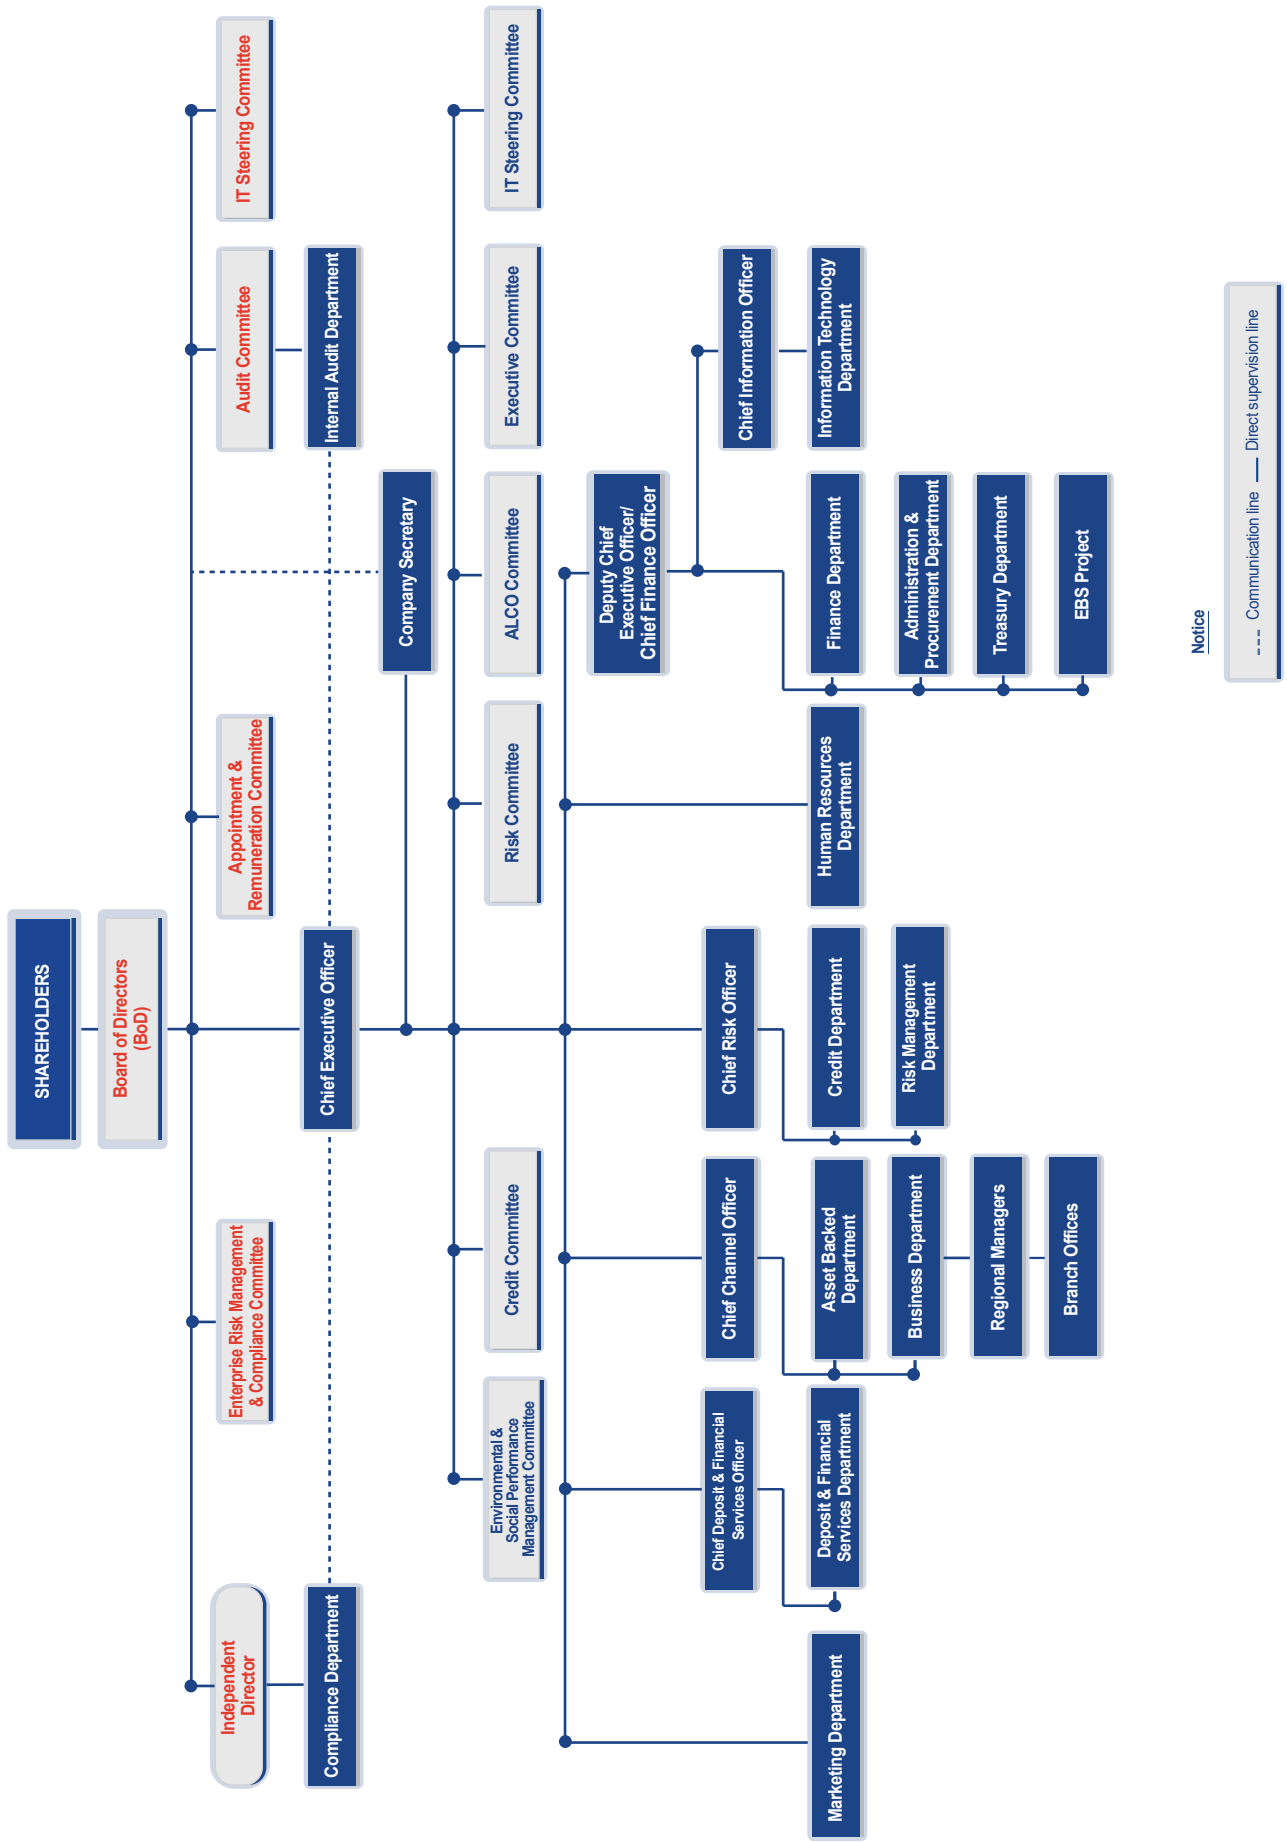 SHAREHOLDERS
Board of Directors
(BoD)
Independent
Director
Enterprise Risk Management
& Compliance Committee
Appointment &
Remuneration Committee
Audit Committee
IT Steering Committee
Compliance Department
Chief Executive Officer
Internal Audit Department
Company Secretary
Environmental &
Social Performance
Management Committee
Credit Committee
Risk Committee
ALCO Committee
Executive Committee
IT Steering Committee
Deputy Chief
Executive Officer/
Chief Finance Officer
Chief Deposit & Financial
Services Officer
Chief Channel Officer
Chief Risk Officer
Chief Information Officer
Marketing Department
Deposit & Financial
Services Department
Asset Backed
Department
Credit Department
Human Resources
Department
Finance Department
Information Technology
Department
Business Department
Risk Management
Department
Administration &
Procurement Department
Regional Managers
Treasury Department
Branch Offices
EBS Project
Notice
Communication line
Direct supervision line